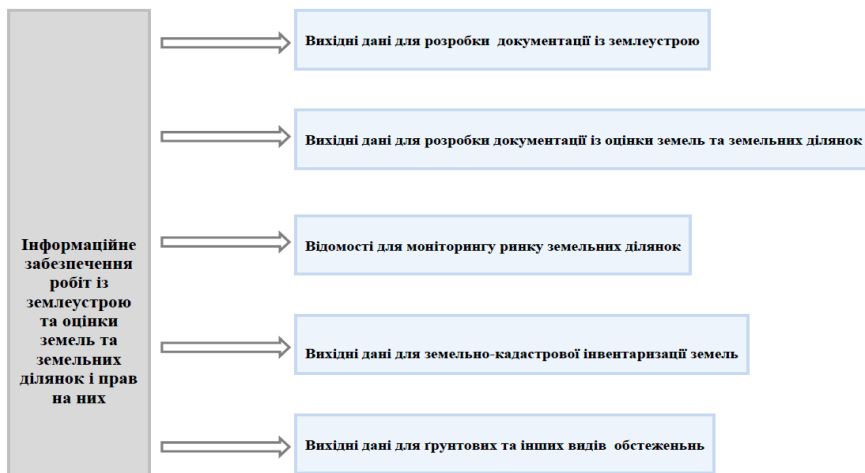 Інформаційне
забезпечення
робіт із
землеустрою
та оцінки
земель та
земельних
ділянок і прав
на них
Вихідні дані для розробки документації із землеустрою
Вихідні дані для розробки документації із оцінки земель та земельних ділянок
Відомості для моніторингу ринку земельних ділянок
Вихідні дані для земельно-кадастрової інвентаризації земель
Вихідні дані для ґрунтових та інших видів обстеженьнь